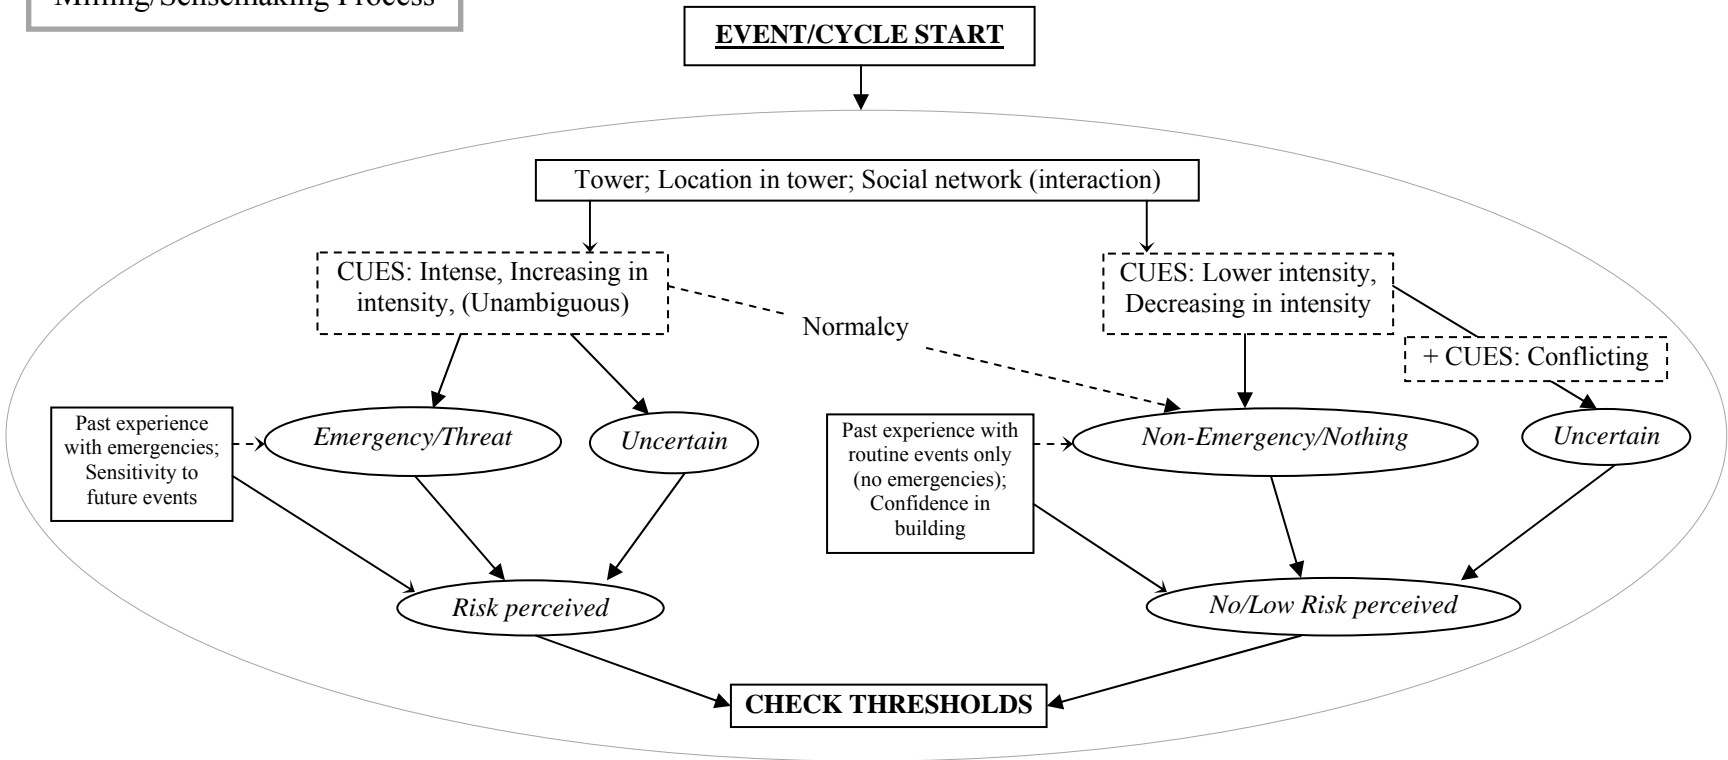 Milling/Sensemaking Process
EVENT/CYCLE START
Tower; Location in tower; Social network (interaction)
CUES: Intense, Increasing in
intensity, (Unambiguous)
CUES: Lower intensity,
Decreasing in intensity
Normalcy
+ CUES: Conflicting
Past experience
with emergencies;
Sensitivity to
future events
Emergency/Threat
Uncertain
Past experience with
routine events only
(no emergencies);
Confidence in
building
Non-Emergency/Nothing
Uncertain
Risk perceived
No/Low Risk perceived
CHECK THRESHOLDS